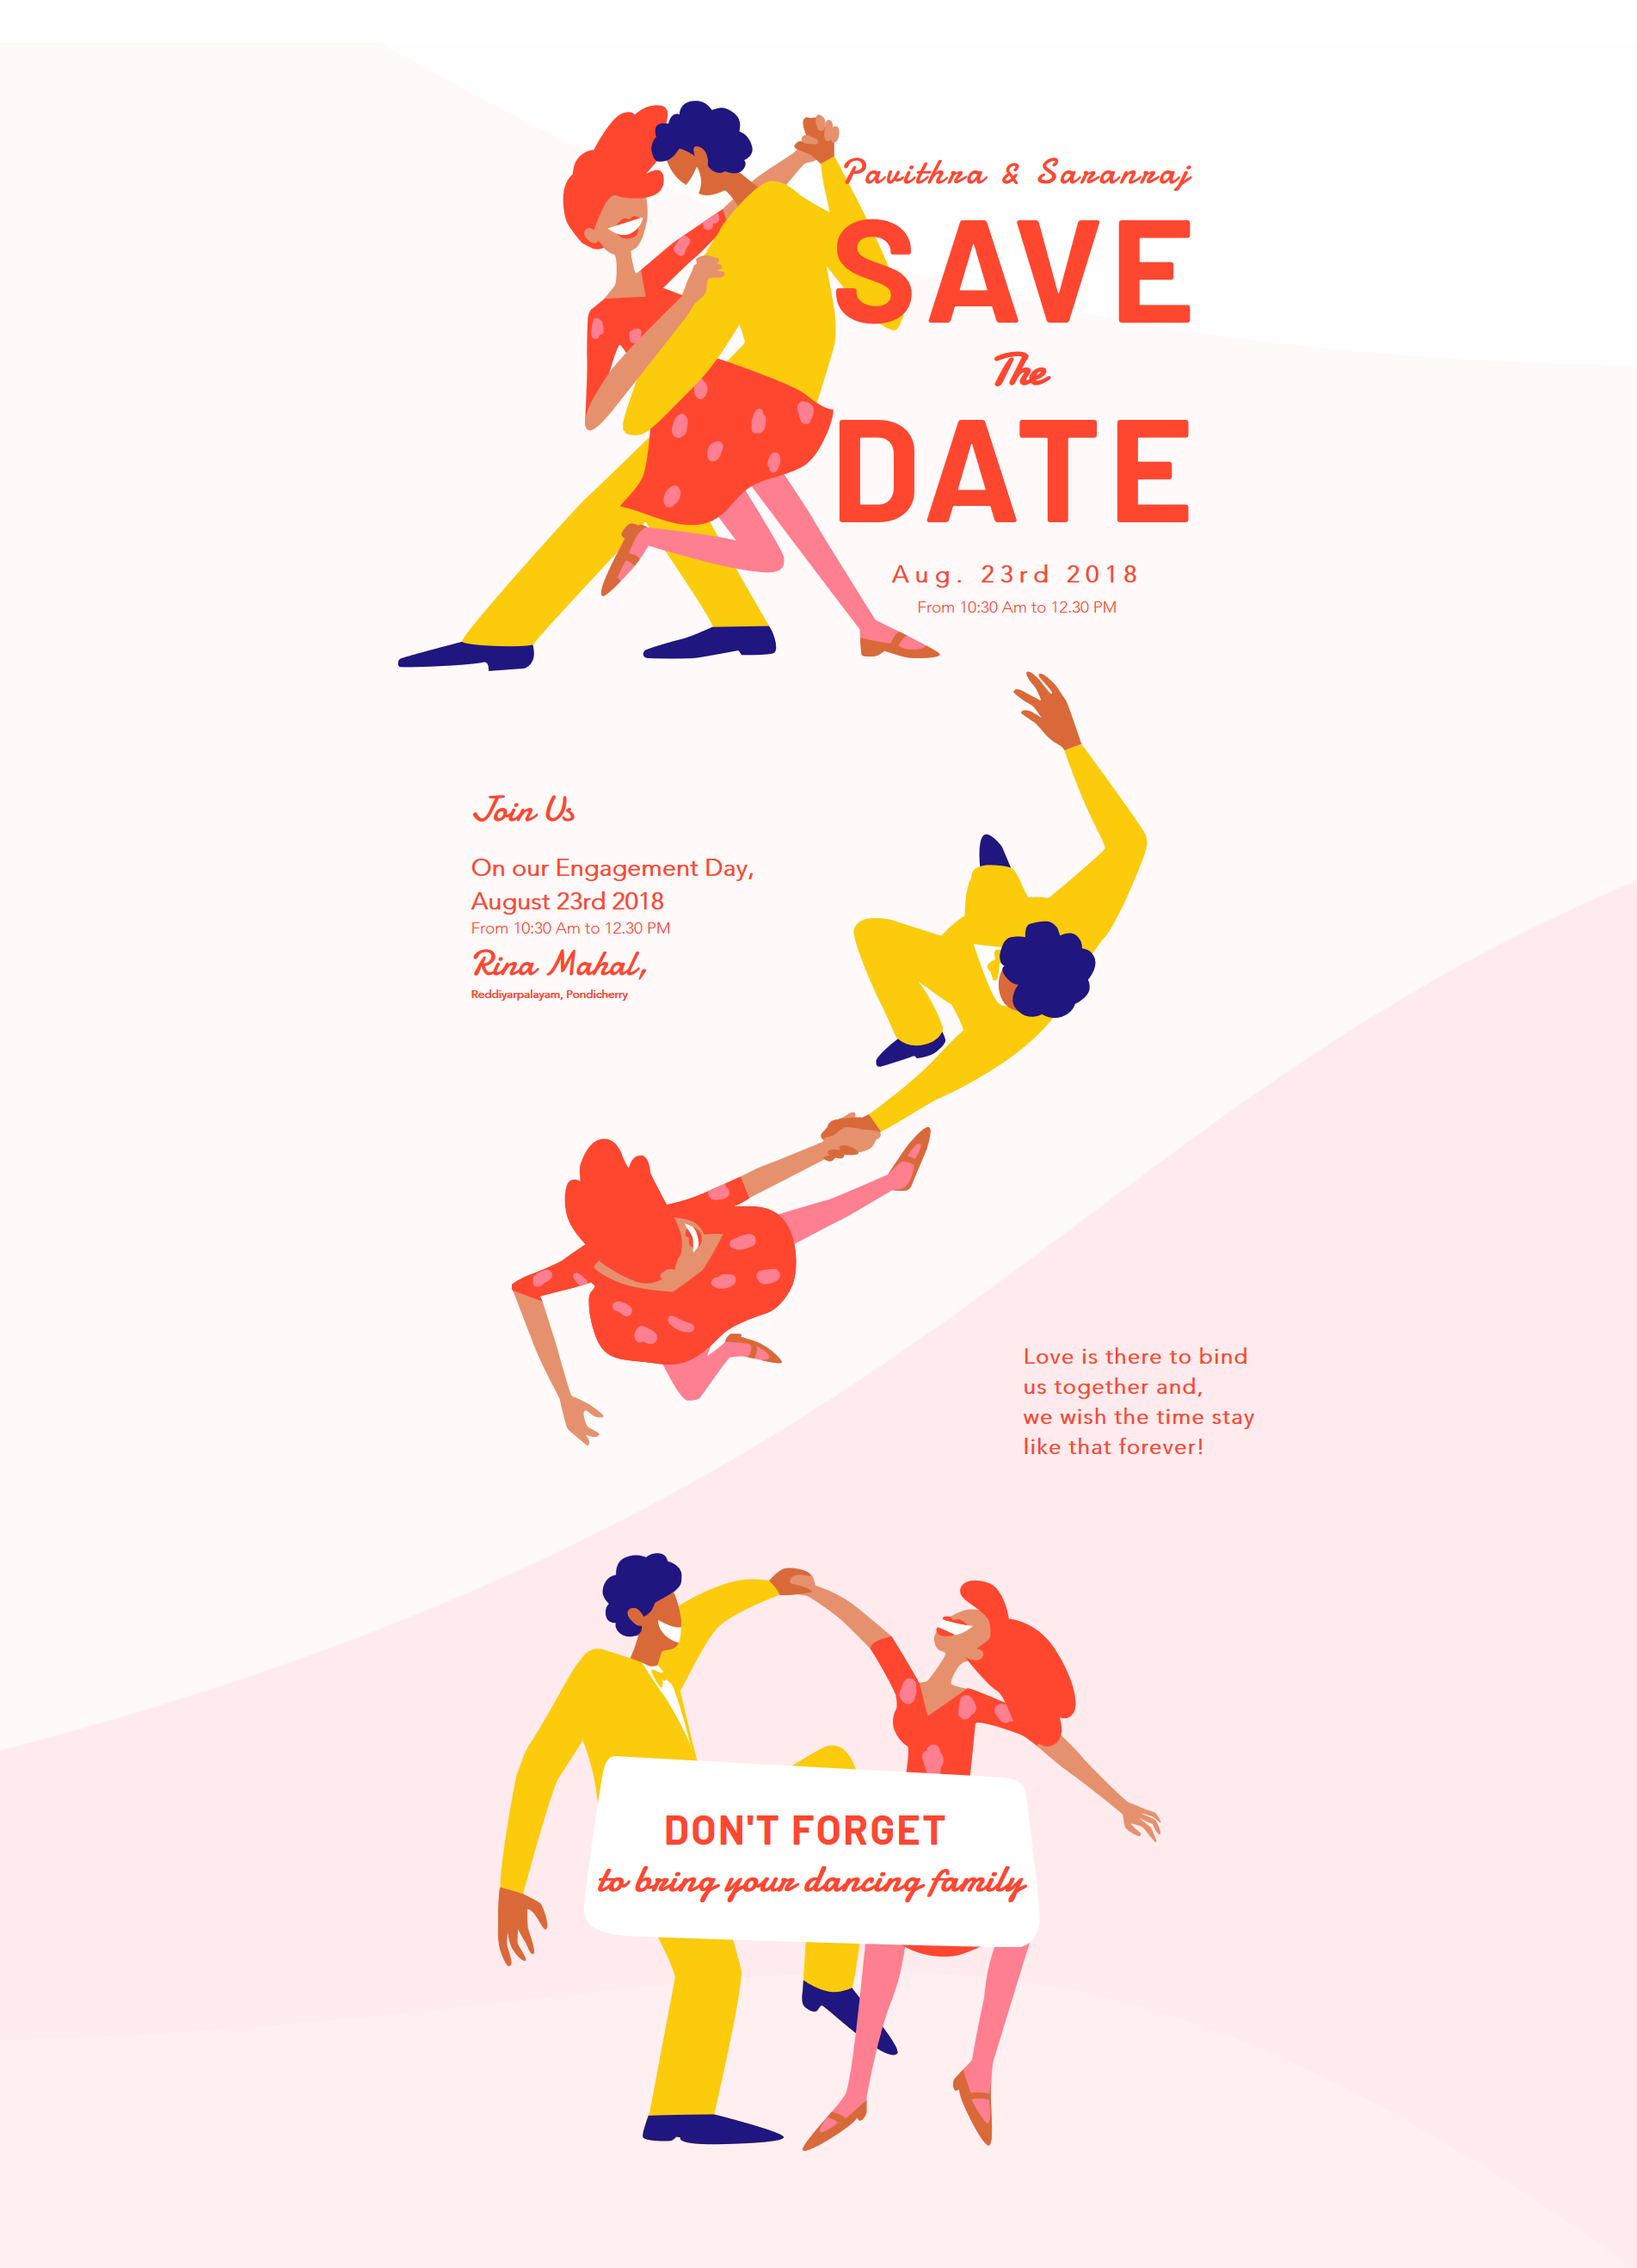 Pavithra & Saranraj
SAVE
The
DATE
Aug. 23rd 2018
From 10:30 Am to 12.30 PM
Join Us
On our Engagement Day,
August 23rd 2018
From 10:30 Am to 12.30 PM
Rina Mahal,
Reddiyarpalayam, Pondicherry
Love is there to bind
us together and,
we wish the time stay
like that forever!
DON'T FORGET
to bring your dancing family